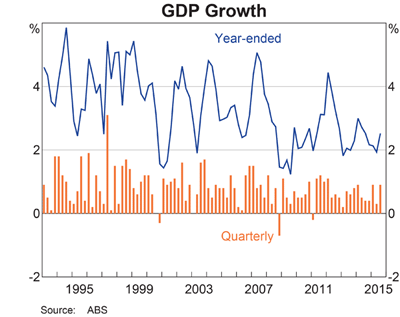 GDP Growth
% %
Year-ended
4 4
2 2
0 0
Quarterly
-2 -2
1995 1999 2003 2007 2011 2015
Source: ABS